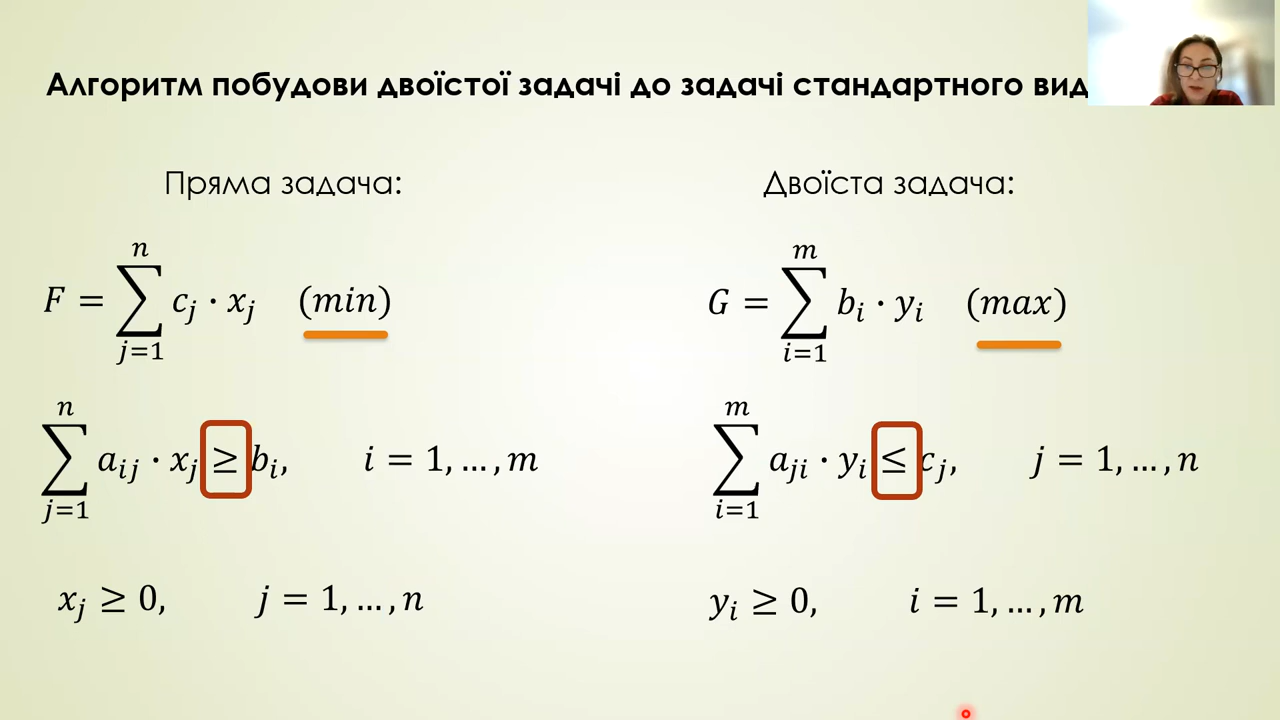 Алгоритм побудови двоїстої задачі до задачі стандартного вид
Пряма задача:
F = ∑_{j=1}^{n} c_j · x_j (min)
∑_{j=1}^{n} a_{ij} · x_j ≥ b_i, i = 1, … , m
x_j ≥ 0, j = 1, … , n
Двоїста задача:
G = ∑_{i=1}^{m} b_i · y_i (max)
∑_{i=1}^{m} a_{ji} · y_i ≤ c_j, j = 1, … , n
y_i ≥ 0, i = 1, … , m